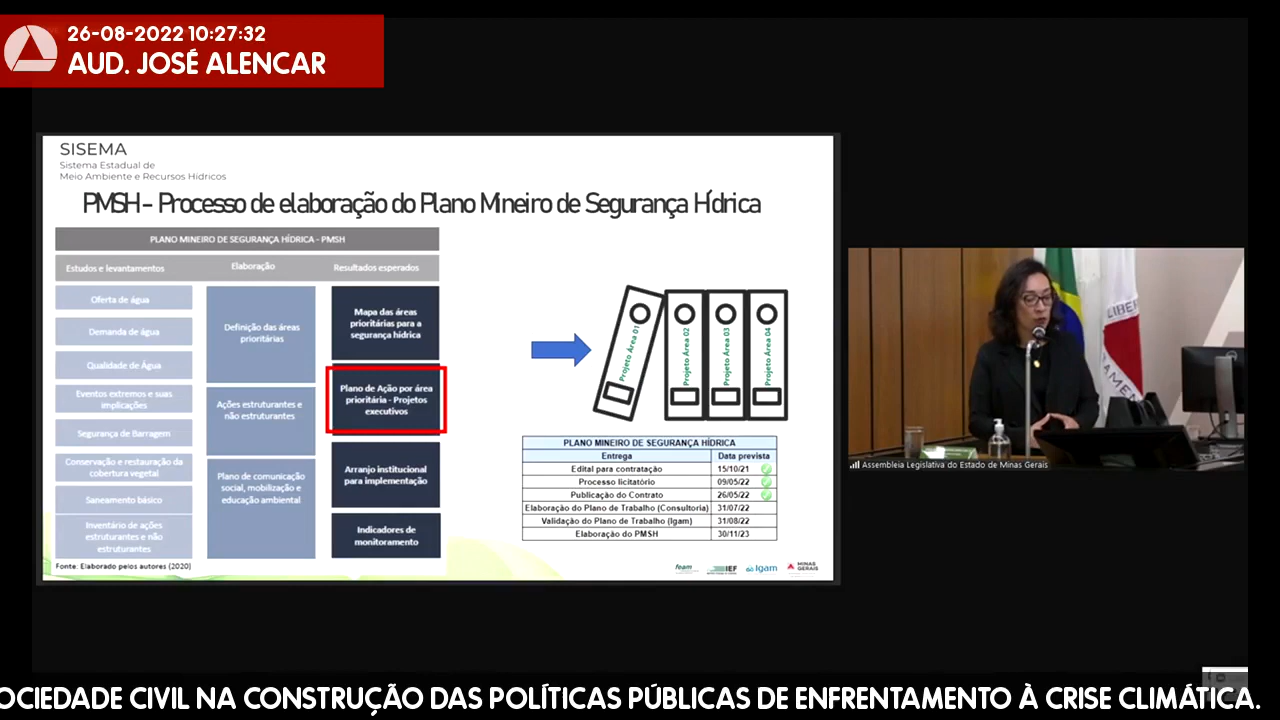 26-08-2022 10:27:32
AUD. JOSÉ ALENCAR
SISEMA
Sistema Estadual de
Meio Ambiente e Recursos Hídricos
PMSH - Processo de elaboração do Plano Mineiro de Segurança Hídrica
PLANO MINEIRO DE SEGURANÇA HÍDRICA - PMSH
Estudos e levantamentos
Elaboração
Resultados esperados
Oferta de água
Demanda de água
Qualidade de Água
Eventos extremos e suas
implicações
Segurança de Barragem
Conservação e restauração da
cobertura vegetal
Saneamento básico
Inventário de ações
estruturantes e não
estruturantes
Definição das áreas
prioritárias
Ações estruturantes e
não estruturantes
Plano de comunicação
social, mobilização e
educação ambiental
Mapa das áreas
prioritárias para a
segurança hídrica
Plano de Ação por área
prioritária - Projetos
executivos
Arranjo institucional
para implementação
Indicadores de
monitoramento
Fonte: Elaborado pelos autores (2020)
Projeto Área 01
Projeto Área 02
Projeto Área 03
Projeto Área 04
PLANO MINEIRO DE SEGURANÇA HÍDRICA
Entrega Data prevista
Edital para contratação 15/10/21
Processo licitatório 09/05/22
Publicação do Contrato 26/05/22
Elaboração do Plano de Trabalho (Consultoria) 31/07/22
Validação do Plano de Trabalho (Igam) 31/08/22
Elaboração do PMSH 30/11/23
feam
IEF
Igam
MINAS
GERAIS
LIBER
AMEN
Assembleia Legislativa do Estado de Minas Gerais
OCIEDADE CIVIL NA CONSTRUÇÃO DAS POLÍTICAS PÚBLICAS DE ENFRENTAMENTO À CRISE CLIMÁTICA.